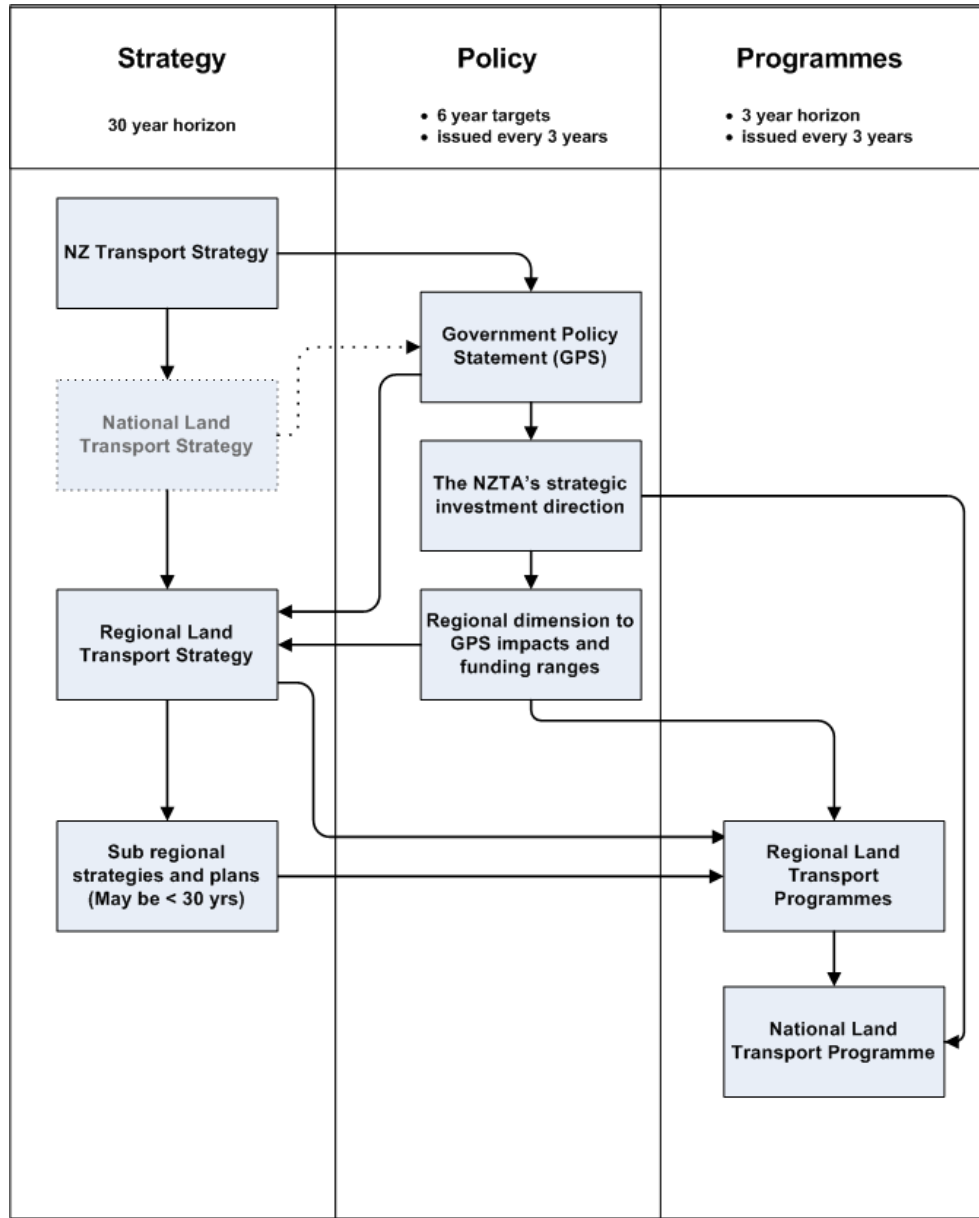 Strategy
30 year horizon
Policy
• 6 year targets
• issued every 3 years
Programmes
• 3 year horizon
• issued every 3 years
NZ Transport Strategy
Government Policy
Statement (GPS)
National Land
Transport Strategy
The NZTA's strategic
investment direction
Regional Land
Transport Strategy
Regional dimension to
GPS impacts and
funding ranges
Sub regional
strategies and plans
(May be < 30 yrs)
Regional Land
Transport
Programmes
National Land
Transport Programme